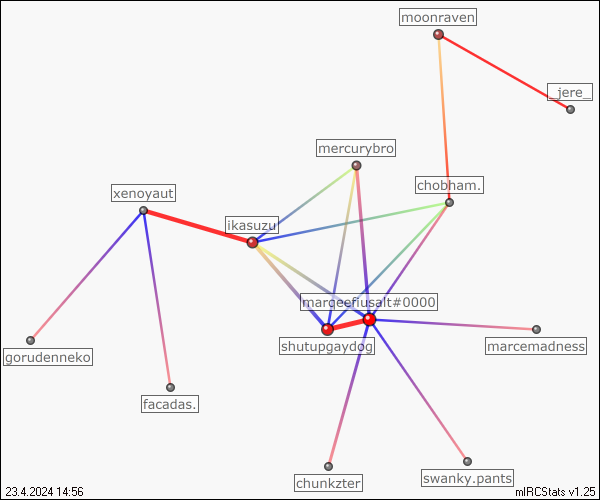 moonraven
_jere_
mercurybro
chobham.
xenoyaut
ikasuzu
marqeefiusalt#0000
shutupgaydog
marcemadness
gorudenneko
facadas.
chunkzter
swanky.pants
23.4.2024 14:56
mIRCStats v1.25